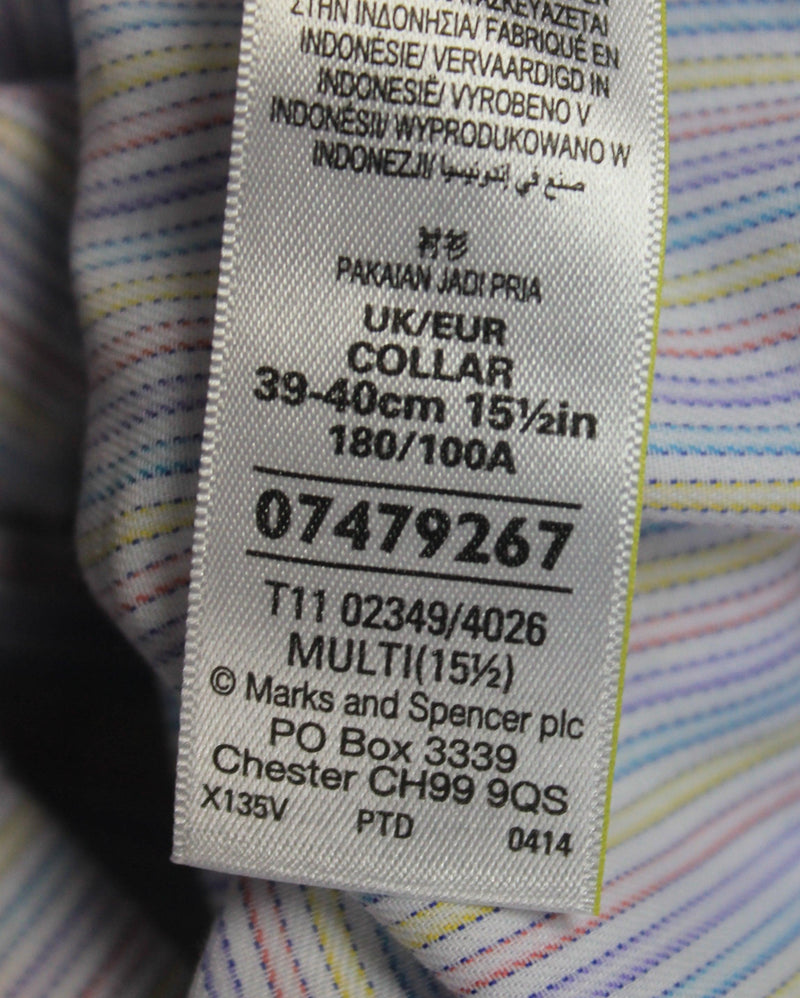 ΣΤΗΝ ΙΝΔΟΝΗΣΙΑ/ FABRIQUÉ EN
INDONÉSIE/ VERVAARDIGD IN
INDONESIË/ VYROBENO V
INDONÉSII/ WYPRODUKOWANO W
INDONEZJI/ صنع في إندونيسيا
衬衫
PAKAIAN JADI PRIA
UK/EUR
COLLAR
39-40cm 15½in
180/100A
07479267
T11 02349/4026
MULTI(15½)
© Marks and Spencer plc
PO Box 3339
Chester CH99 9QS
X135V PTD 0414